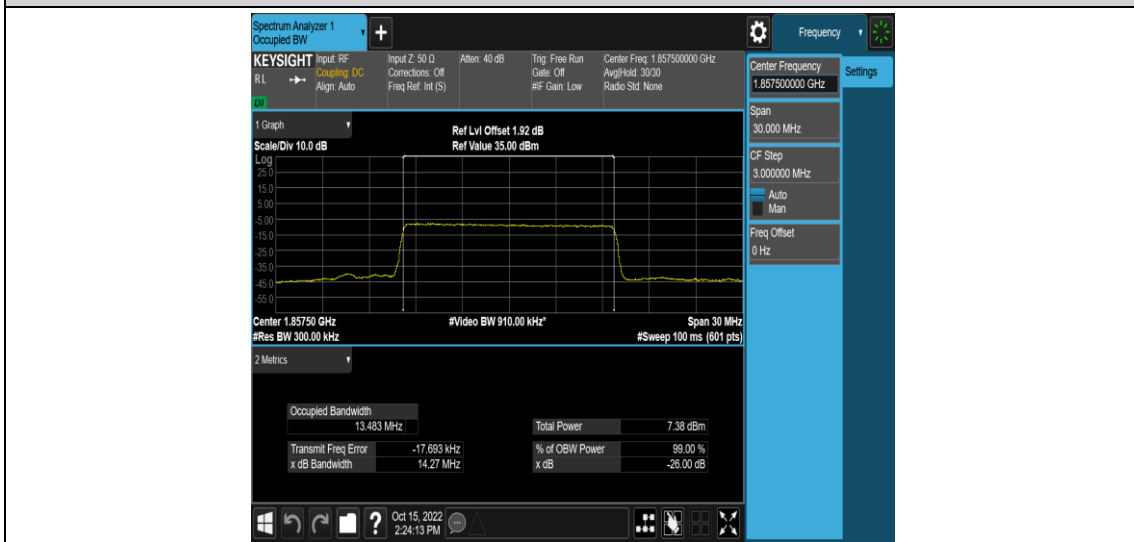 Spectrum Analyzer 1
Occupied BW
+
Frequency
KEYSIGHT
RL
Input: RF
Coupling: DC
Align: Auto
Input Z: 50 Ω
Corrections: Off
Freq Ref: Int (S)
Atten: 40 dB
Trig: Free Run
Gate: Off
#IF Gain: Low
Center Freq: 1.857500000 GHz
Avg|Hold: 30/30
Radio Std: None
Center Frequency
1.857500000 GHz
Settings
Span
30.000 MHz
CF Step
3.000000 MHz
Auto
Man
Freq Offset
0 Hz
1 Graph
Ref Lvl Offset 1.92 dB
Scale/Div 10.0 dB
Ref Value 35.00 dBm
Log
25.0
15.0
5.00
-5.00
-15.0
-25.0
-35.0
-45.0
-55.0
Center 1.85750 GHz
#Video BW 910.00 kHz*
Span 30 MHz
#Res BW 300.00 kHz
#Sweep 100 ms (601 pts)
2 Metrics
Occupied Bandwidth
13.483 MHz
Total Power 7.38 dBm
Transmit Freq Error -17.693 kHz
% of OBW Power 99.00 %
x dB Bandwidth 14.27 MHz
x dB -26.00 dB
?
Oct 15, 2022
2:24:13 PM